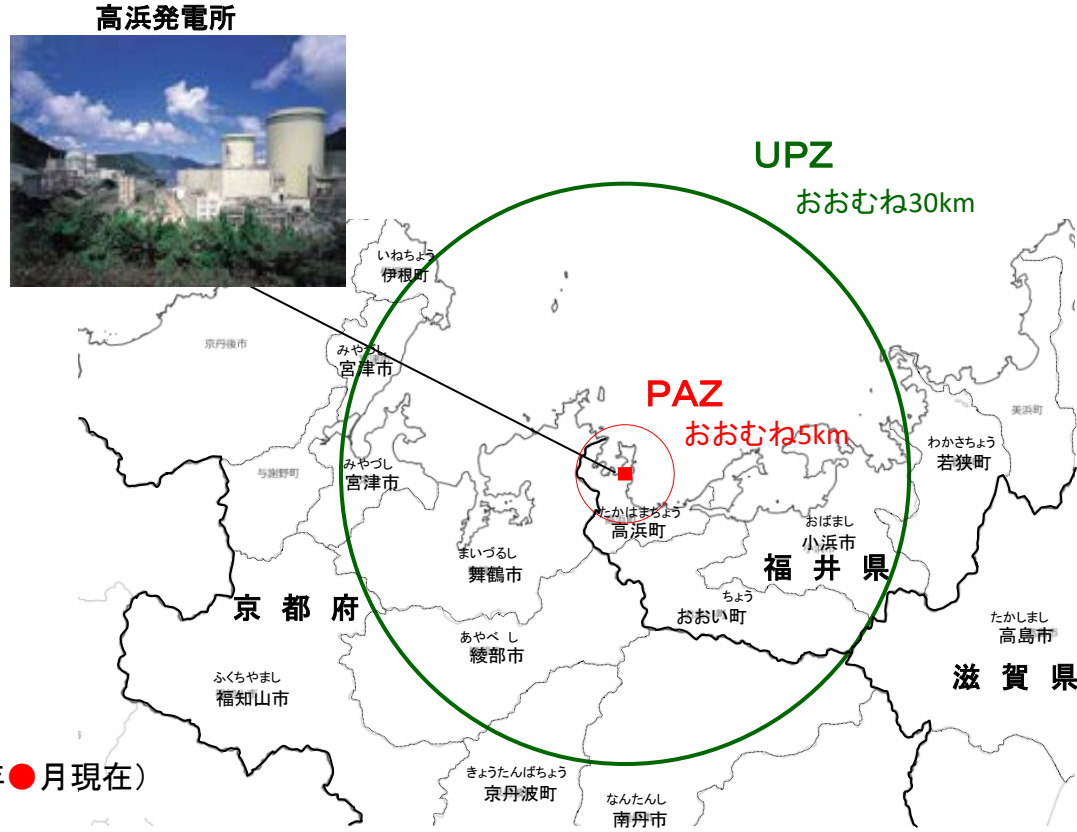 高浜発電所
UPZ
おおむね30km
いねちょう
伊根町
京丹後市
みやづし
宮津市
PAZ
おおむね5km
美浜町
わかさちょう
若狭町
与謝野町
みやづし
宮津市
たかはまちょう
高浜町
おばまし
小浜市
まいづるし
舞鶴市
福井県
ちょう
おおい町
京都府
あやべ し
綾部市
たかしまし
高島市
滋賀県
ふくちやまし
福知山市
●月現在）
きょうたんばちょう
京丹波町
なんたんし
南丹市